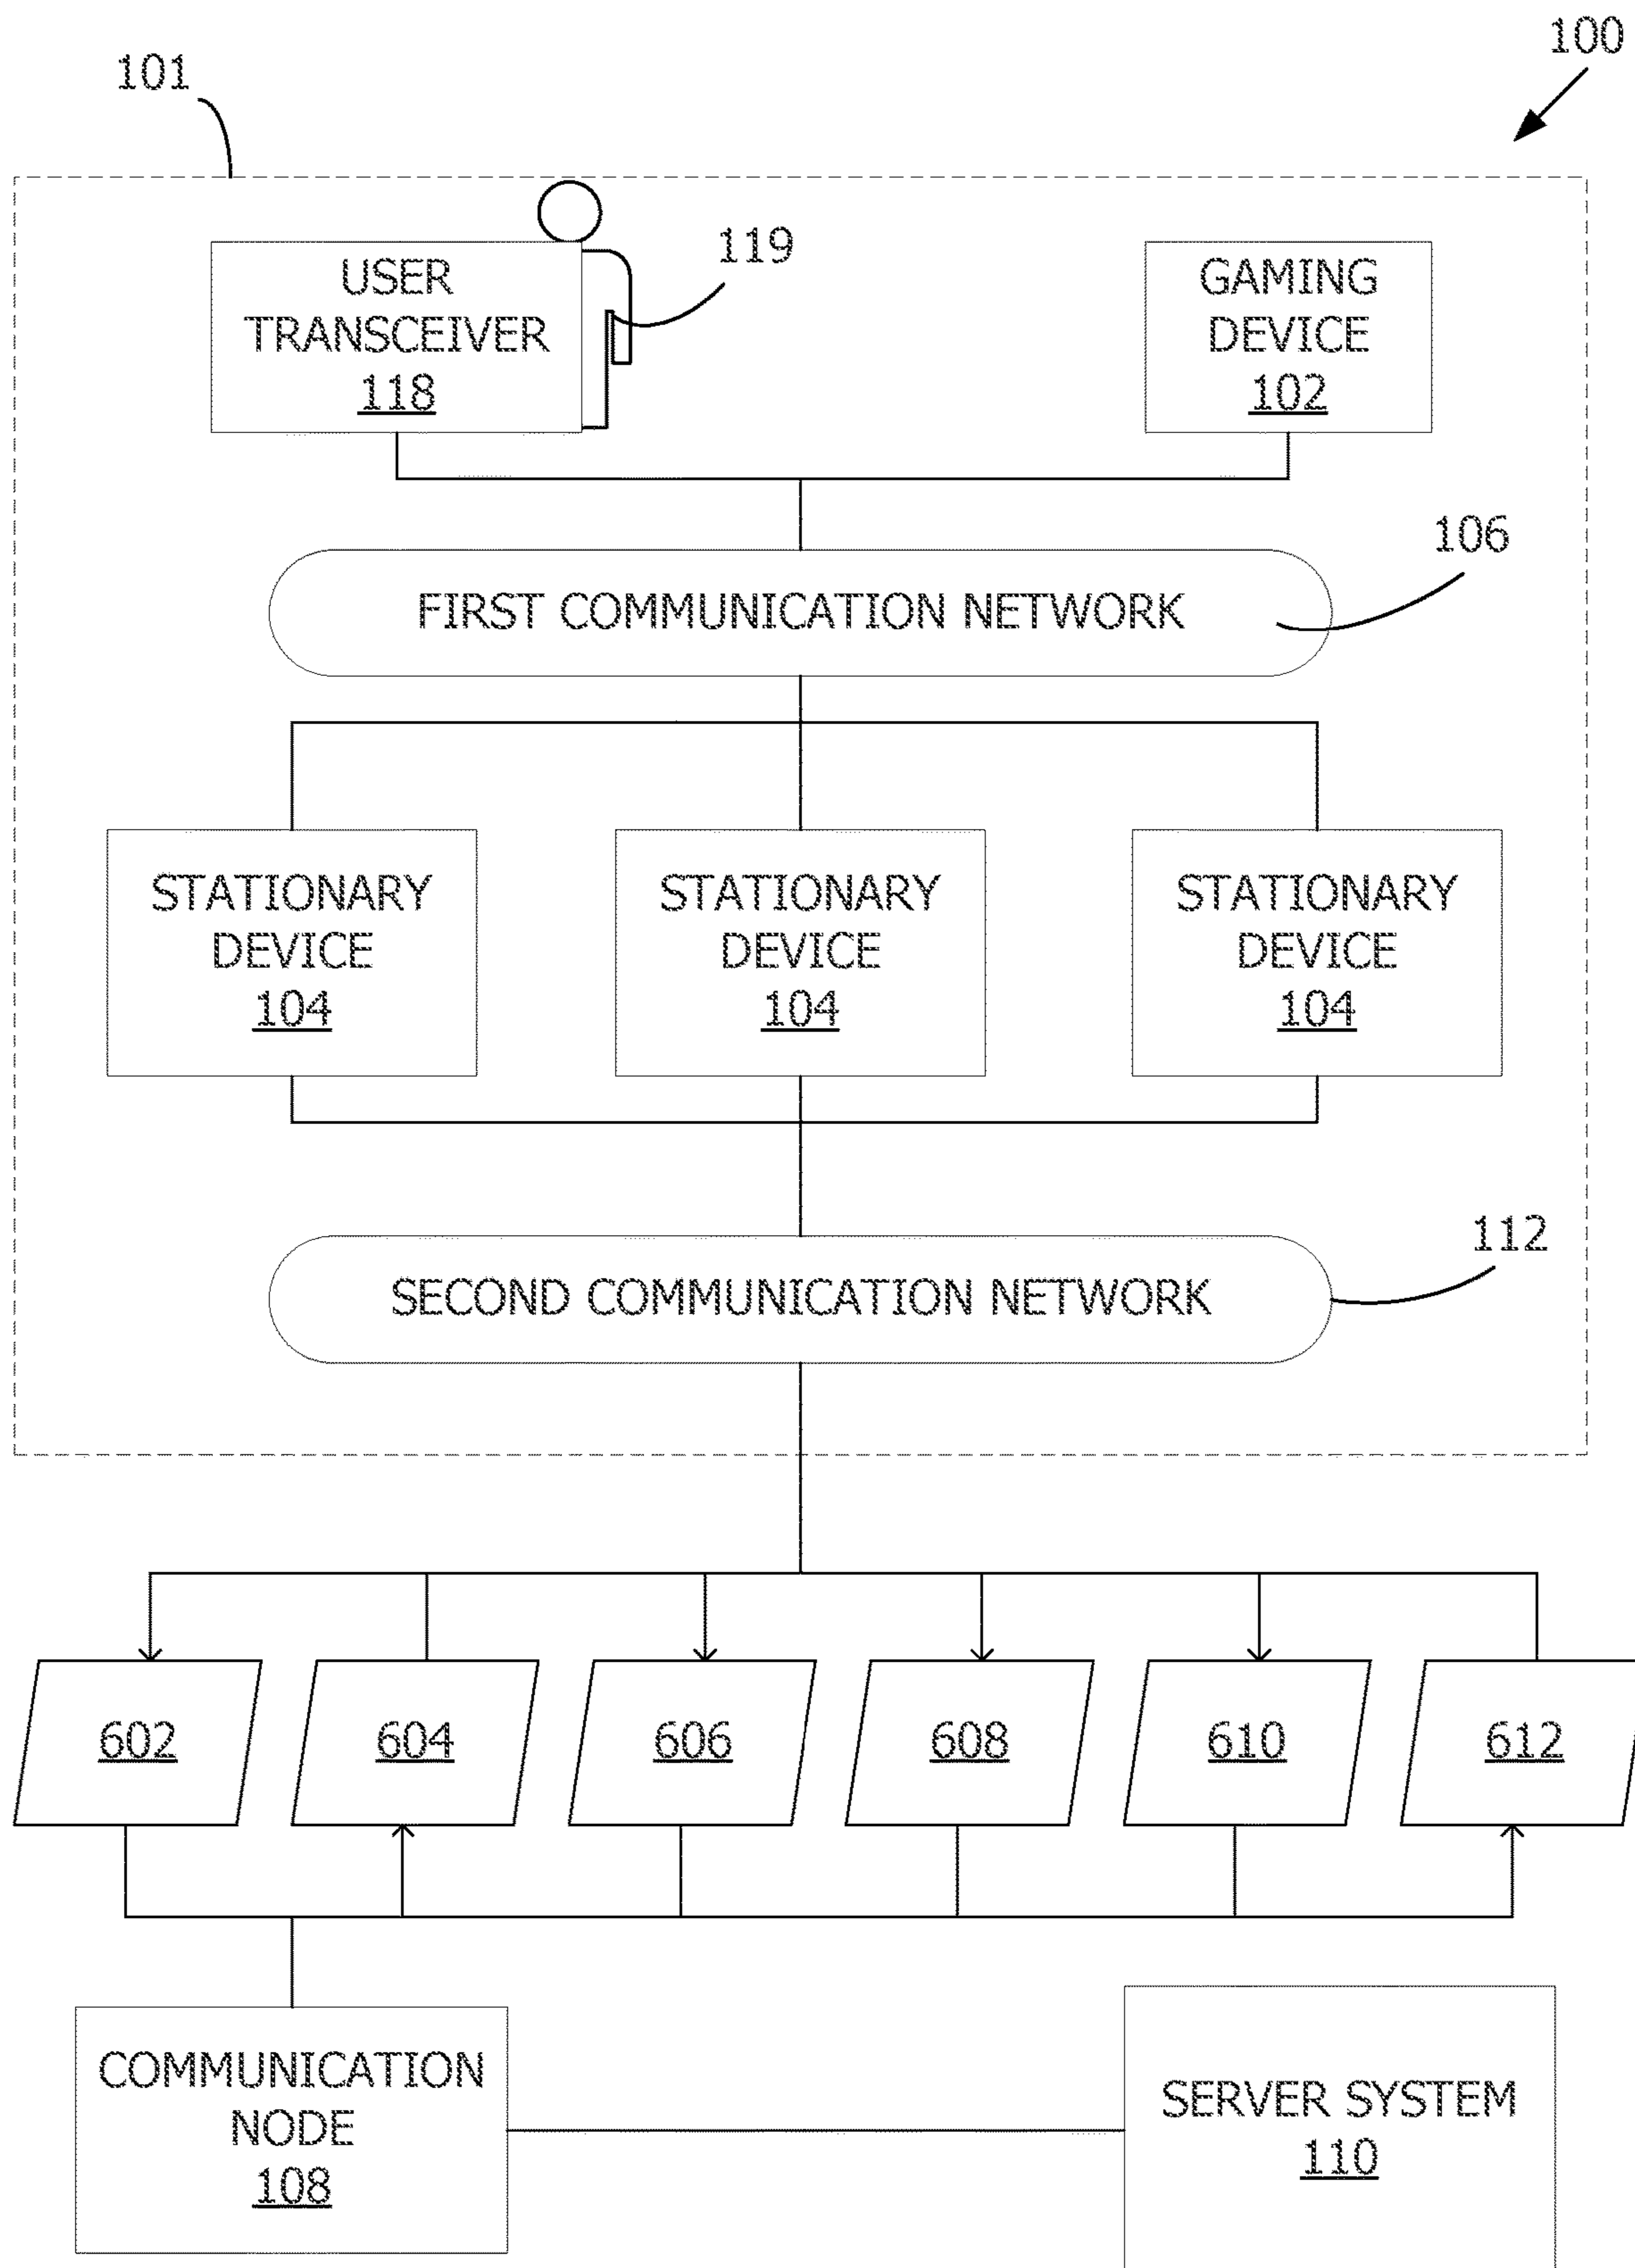 100
101
119
USER
TRANSCEIVER
118
GAMING
DEVICE
102
106
FIRST COMMUNICATION NETWORK
STATIONARY
DEVICE
104
STATIONARY
DEVICE
104
STATIONARY
DEVICE
104
112
SECOND COMMUNICATION NETWORK
602
604
606
608
610
612
COMMUNICATION
NODE
108
SERVER SYSTEM
110